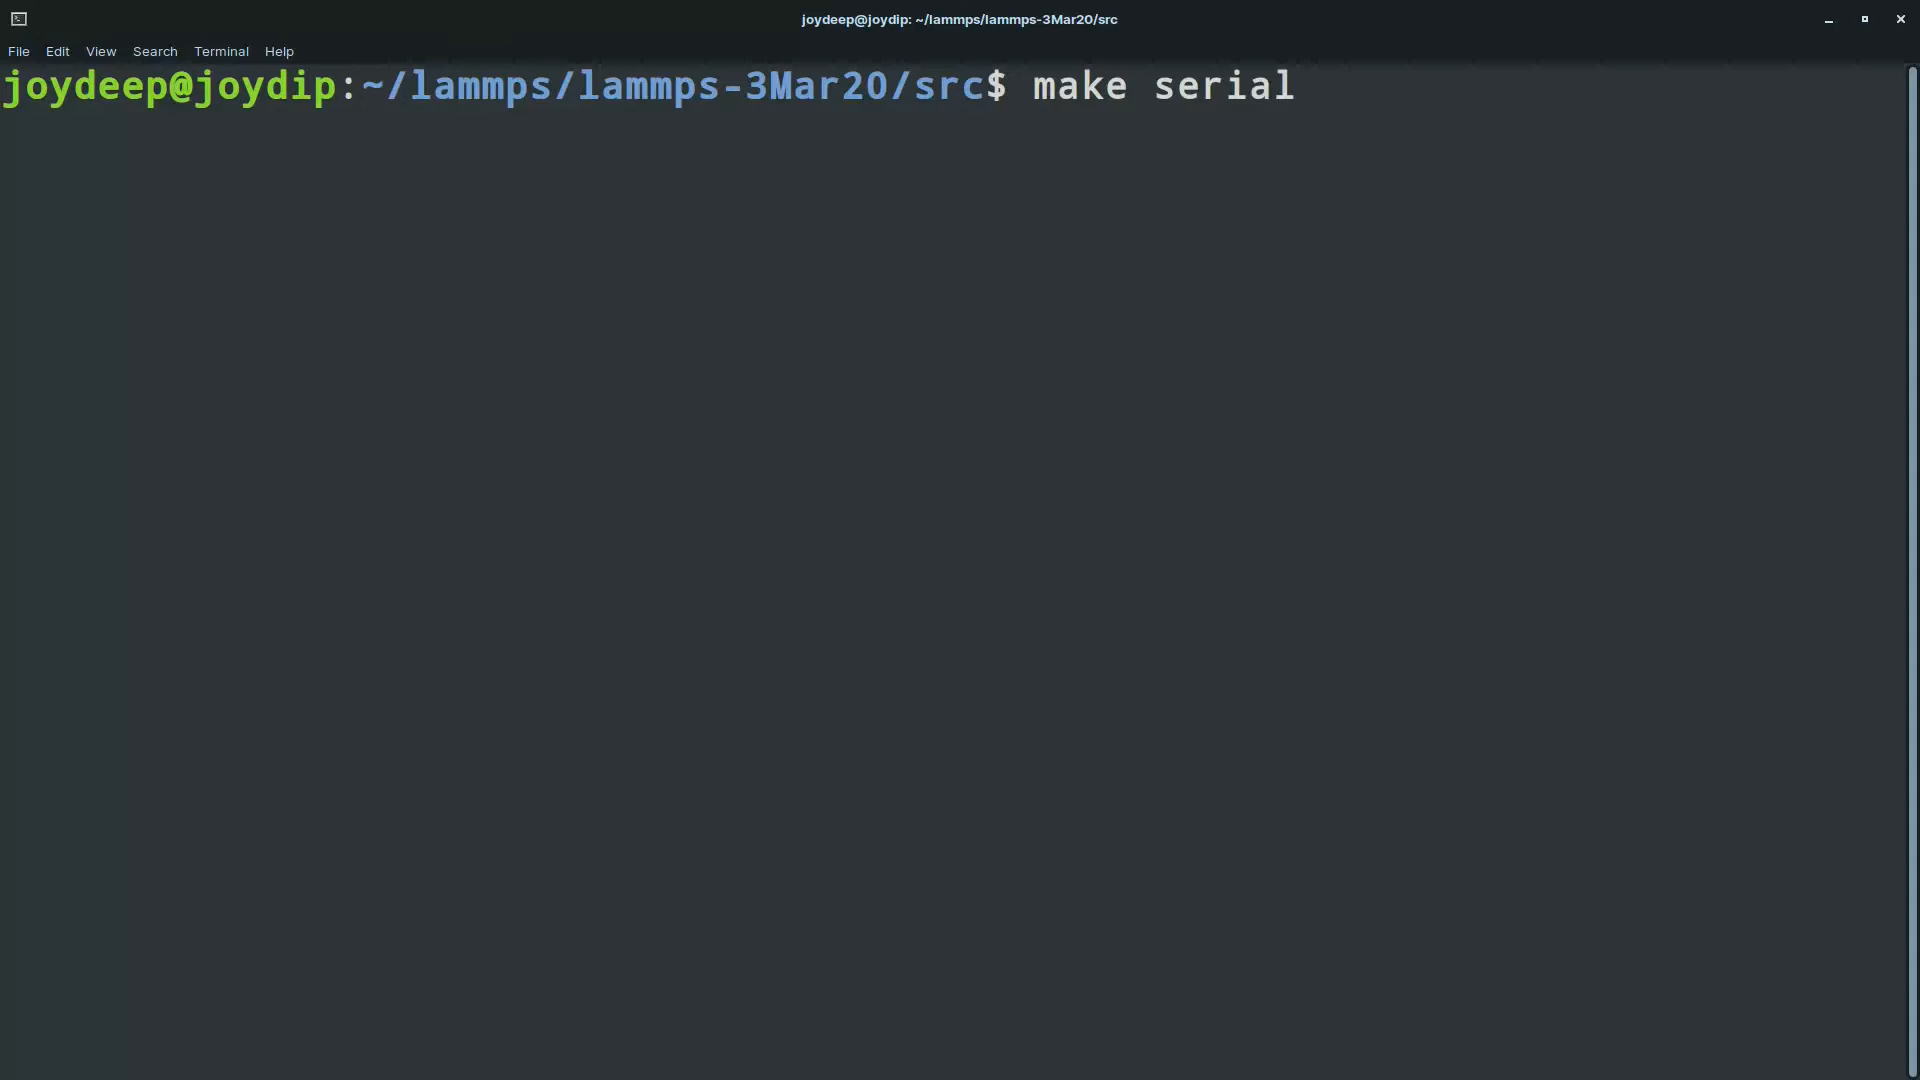 joydeep@joydip: ~/lammps/lammps-3Mar20/src
File Edit View Search Terminal Help
joydeep@joydip:~/lammps/lammps-3Mar20/src$ make serial